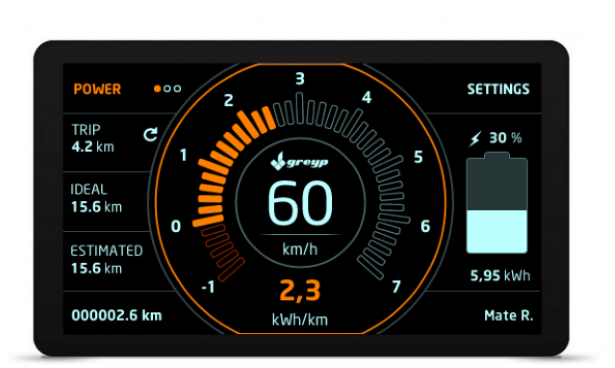 POWER
SETTINGS
TRIP
4.2 km
IDEAL
15.6 km
ESTIMATED
15.6 km
000002.6 km
-1
0
1
2
3
4
5
6
7
greyp
60
km/h
2,3
kWh/km
30 %
5,95 kWh
Mate R.